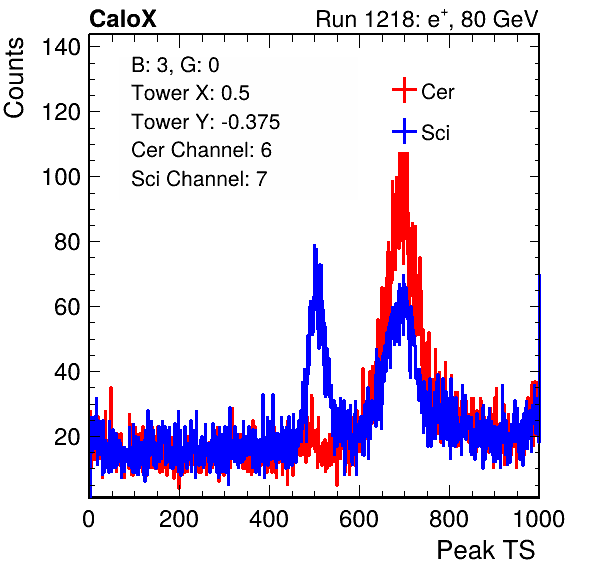 CaloX Run 1218: e⁺, 80 GeV
Counts
140
120
100
80
60
40
20
B: 3, G: 0
Tower X: 0.5
Tower Y: -0.375
Cer Channel: 6
Sci Channel: 7
Cer
Sci
0 200 400 600 800 1000
Peak TS